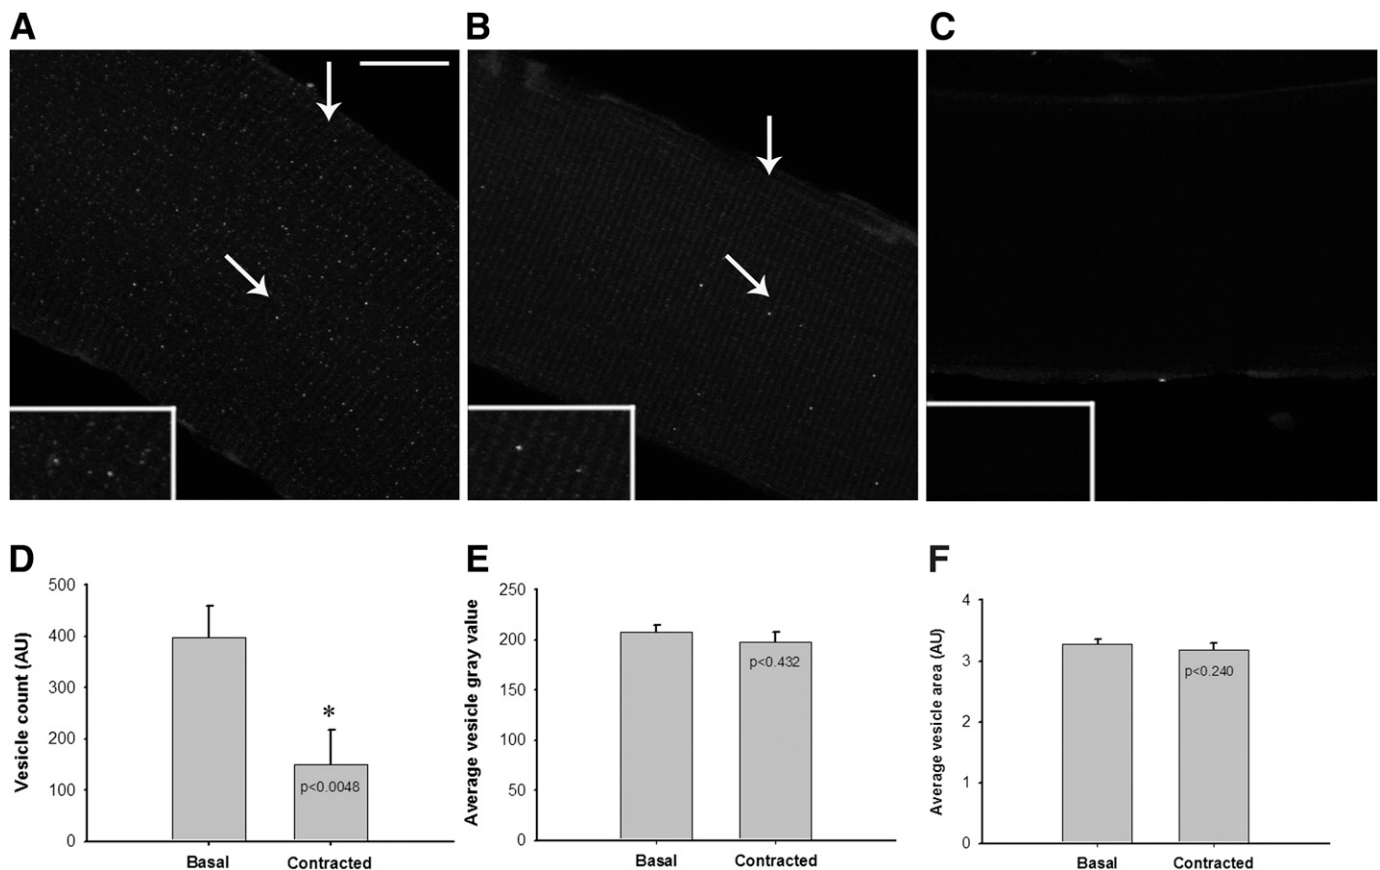 A
B
C
D
Vesicle count (AU)
500
400
300
200
100
0
*
p<0.0048
Basal
Contracted
E
Average vesicle gray value
250
200
150
100
50
0
p<0.432
Basal
Contracted
F
Average vesicle area (AU)
4
3
2
1
0
p<0.240
Basal
Contracted